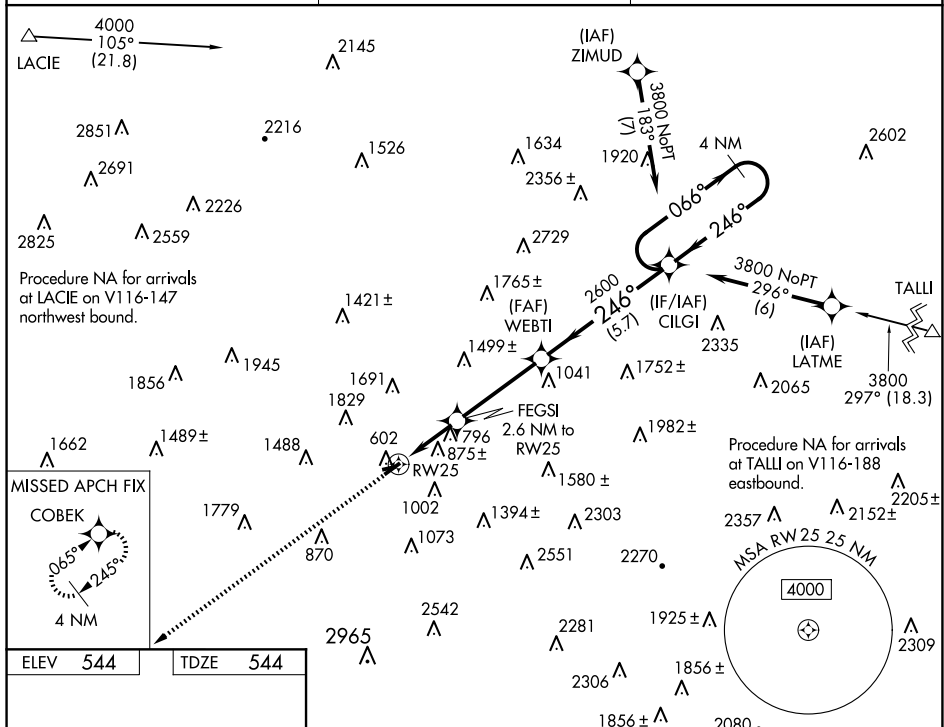 4000
105°
(21.8)
LACIE
2145
(IAF)
ZIMUD
3800 NoPT
183°
(7)
2851
2216
2691
1526
1634
1920
4 NM
2602
2356 ±
2226
2825
2559
066°
246°
2729
Procedure NA for arrivals
at LACIE on V116-147
northwest bound.
1765 ±
2600
246°
(5.7)
(IF/IAF)
CILGI
3800 NoPT
296°
(6)
TALLI
1421 ±
(FAF)
WEBTI
2335
(IAF)
LATME
3800
297° (18.3)
1499 ±
1945
1856
1691
1041
1752 ±
2065
1829
FEGSI
2.6 NM to
RW25
1662
1489 ±
1488
602
796
875 ±
RW25
1982 ±
Procedure NA for arrivals
at TALLI on V116-188
eastbound.
1580 ±
MISSED APCH FIX
COBEK
065°
245°
4 NM
1002
2205 ±
1779
1394 ±
2303
2357
2152 ±
870
1073
2551
2270
MSA RW 25 25 NM
4000
2542
1925 ±
2965
2281
2309
ELEV 544
TDZE 544
2306
1856 ±
1856 ±
2080